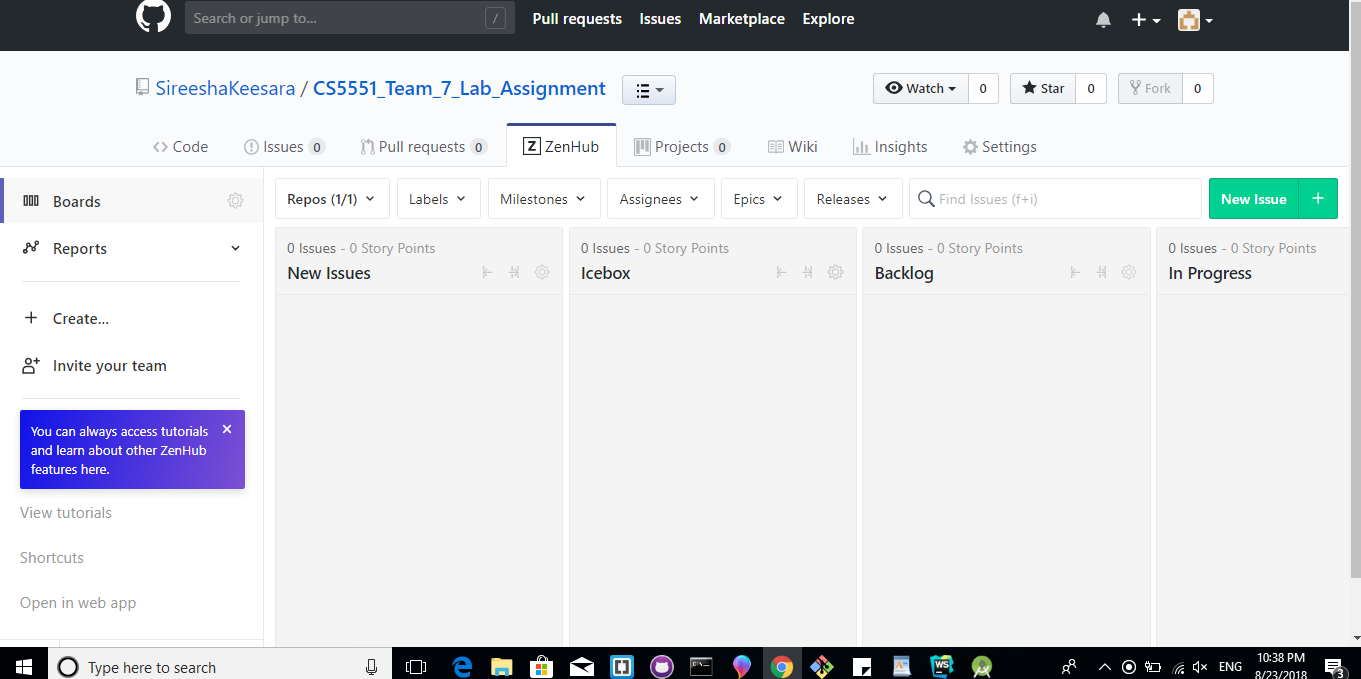 Search or jump to... / Pull requests Issues Marketplace Explore
SireeshaKeesara / CS5551_Team_7_Lab_Assignment Watch 0 Star 0 Fork 0
Code Issues 0 Pull requests 0 Z ZenHub Projects 0 Wiki Insights Settings
Boards
Reports
Create...
Invite your team
You can always access tutorials
and learn about other ZenHub
features here.
View tutorials
Shortcuts
Open in web app
Repos (1/1) Labels Milestones Assignees Epics Releases Find Issues (f+i) New Issue +
0 Issues - 0 Story Points
New Issues
0 Issues - 0 Story Points
Icebox
0 Issues - 0 Story Points
Backlog
0 Issues - 0 Story Points
In Progress
Type here to search WS ENG 10:38 PM
8/23/2018 3